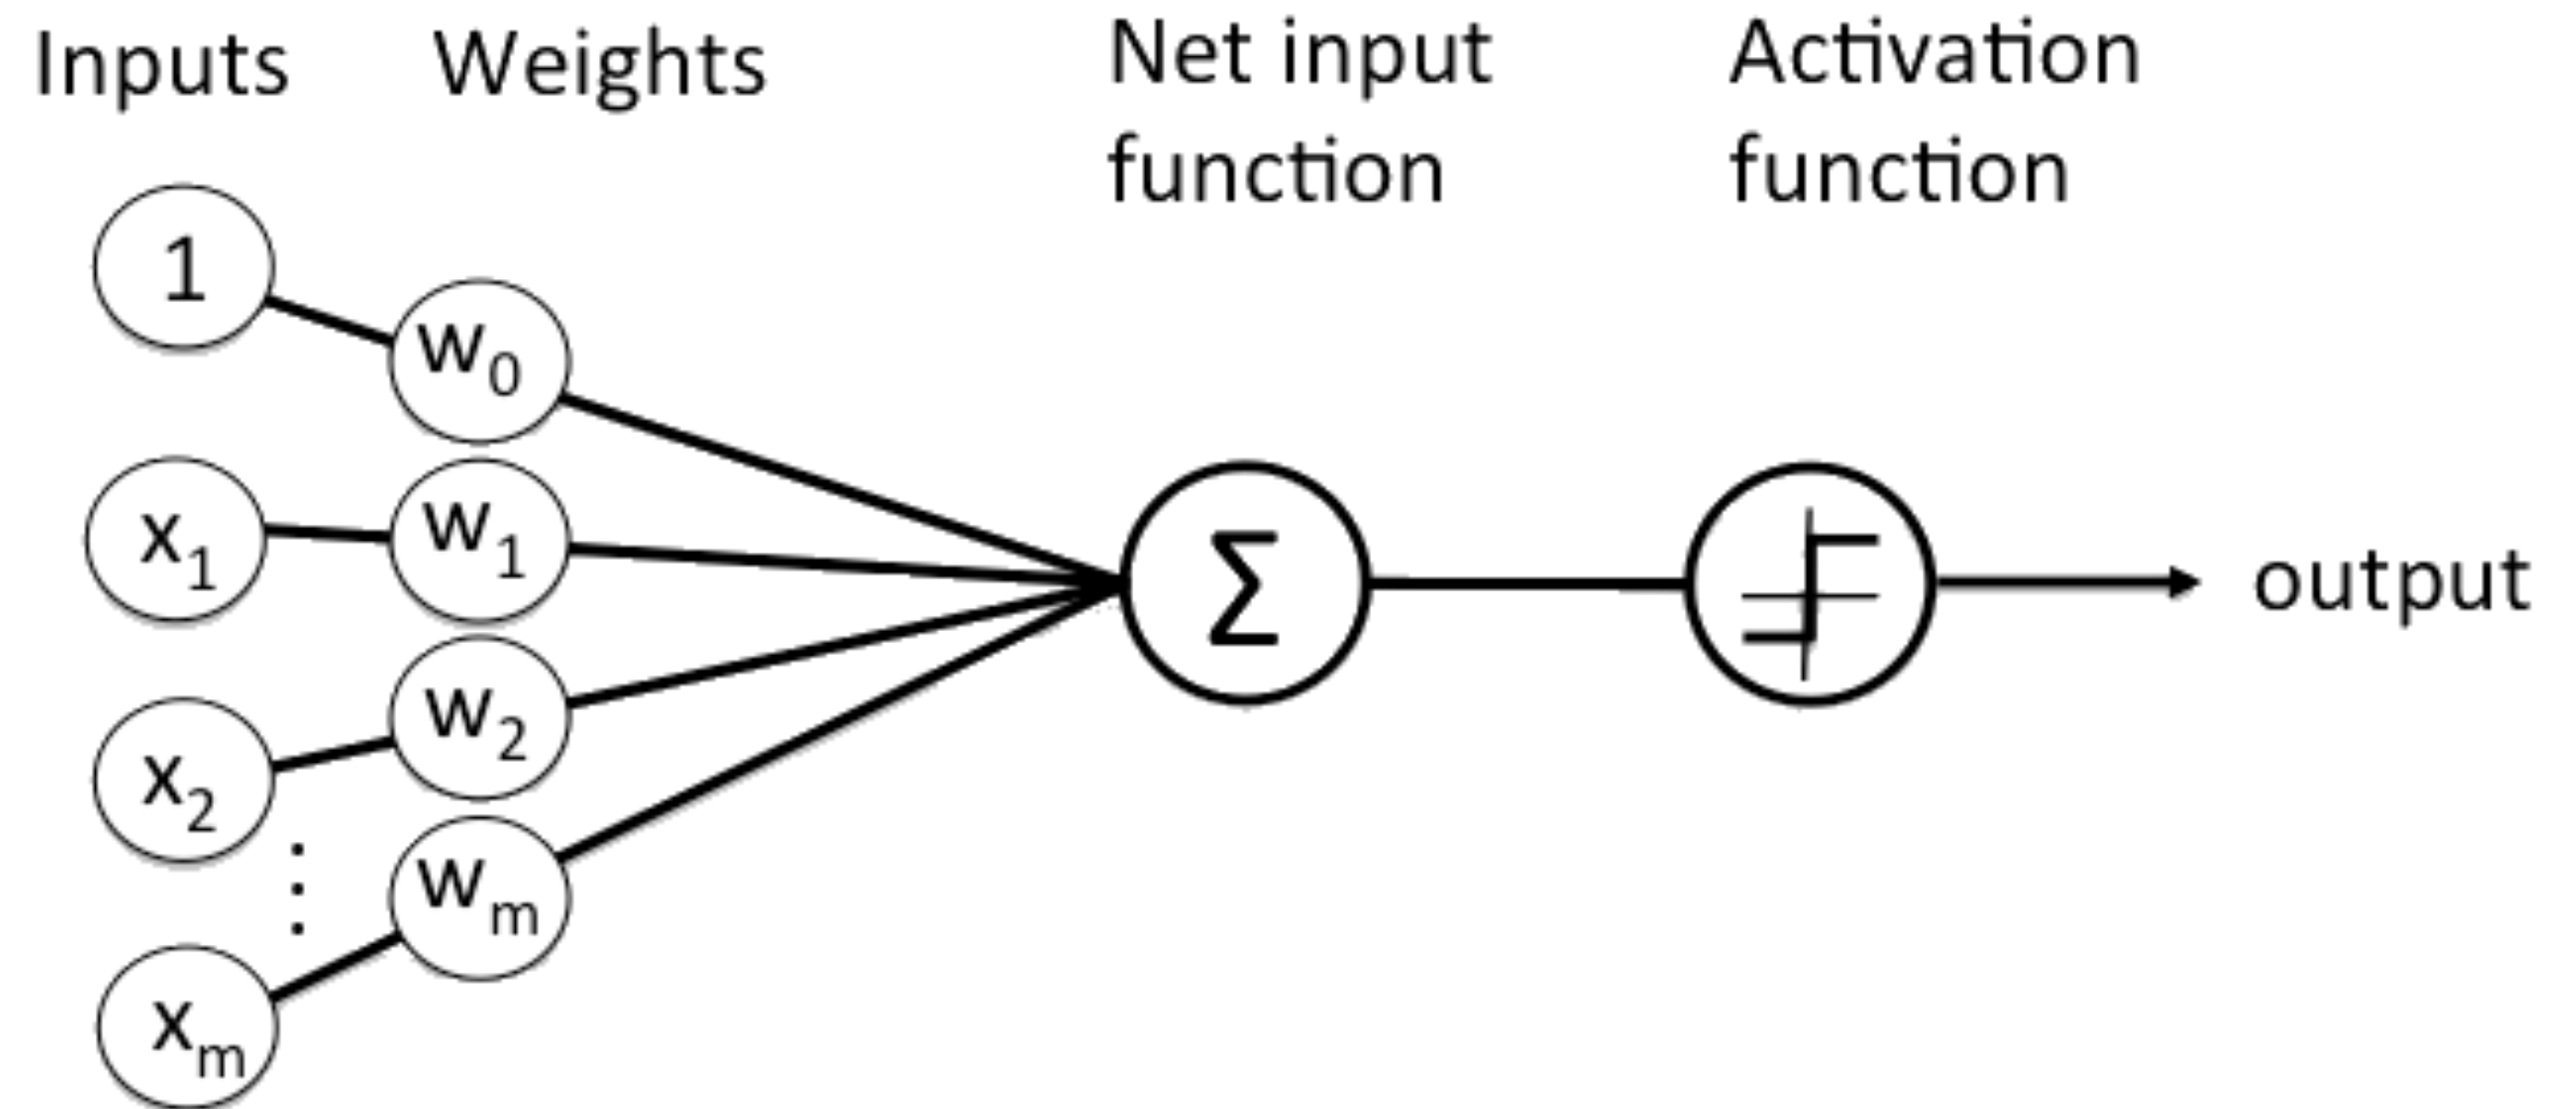 Inputs
Weights
Net input
function
Activation
function
1
w0
x1
w1
x2
w2
⋮
xm
wm
Σ
output